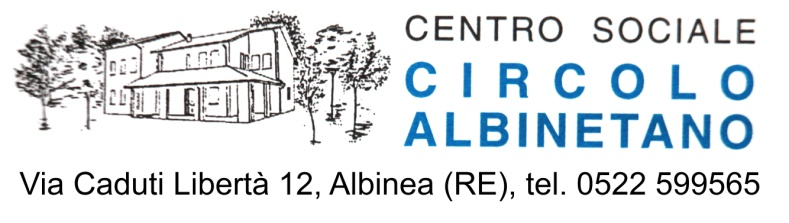 CENTRO SOCIALE
CIRCOLO
ALBINETANO
Via Caduti Libertà 12, Albinea (RE), tel. 0522 599565